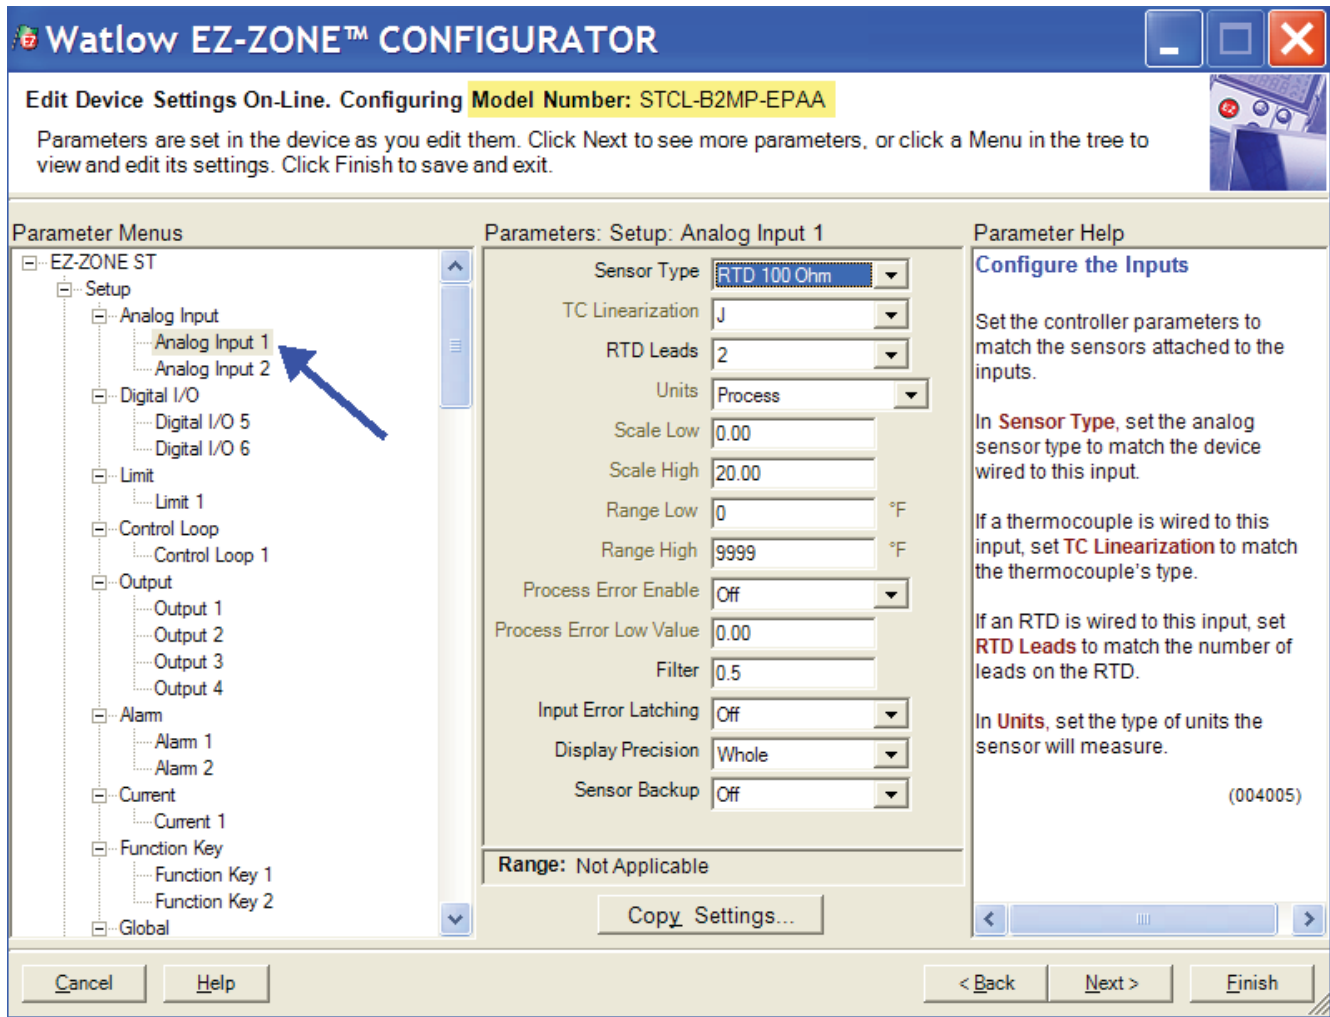 Watlow EZ-ZONE™ CONFIGURATOR
Edit Device Settings On-Line. Configuring Model Number: STCL-B2MP-EPAA
Parameters are set in the device as you edit them. Click Next to see more parameters, or click a Menu in the tree to
view and edit its settings. Click Finish to save and exit.
Parameter Menus
EZ-ZONE ST
Setup
Analog Input
Analog Input 1
Analog Input 2
Digital I/O
Digital I/O 5
Digital I/O 6
Limit
Limit 1
Control Loop
Control Loop 1
Output
Output 1
Output 2
Output 3
Output 4
Alarm
Alarm 1
Alarm 2
Current
Current 1
Function Key
Function Key 1
Function Key 2
Global
Parameters: Setup: Analog Input 1
Sensor Type RTD 100 Ohm
TC Linearization J
RTD Leads 2
Units Process
Scale Low 0.00
Scale High 20.00
Range Low 0 °F
Range High 9999 °F
Process Error Enable Off
Process Error Low Value 0.00
Filter 0.5
Input Error Latching Off
Display Precision Whole
Sensor Backup Off
Range: Not Applicable
Copy Settings...
Parameter Help
Configure the Inputs
Set the controller parameters to
match the sensors attached to the
inputs.
In Sensor Type, set the analog
sensor type to match the device
wired to this input.
If a thermocouple is wired to this
input, set TC Linearization to match
the thermocouple's type.
If an RTD is wired to this input, set
RTD Leads to match the number of
leads on the RTD.
In Units, set the type of units the
sensor will measure.
(004005)
Cancel
Help
< Back
Next >
Finish